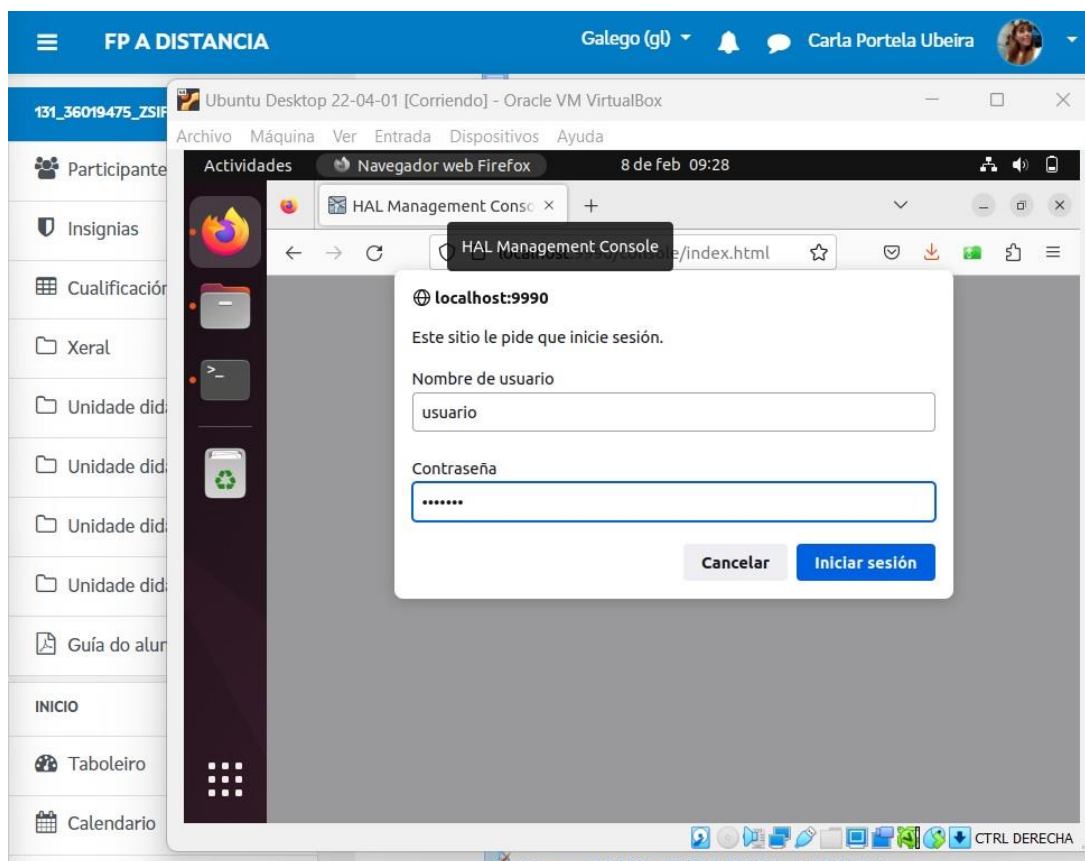 FP A DISTANCIA
Galego (gl)
Carla Portela Ubeira
131_36019475_ZSIF
Ubuntu Desktop 22-04-01 [Corriendo] - Oracle VM VirtualBox
Archivo Máquina Ver Entrada Dispositivos Ayuda
Participante
Actividades
Navegador web Firefox
8 de feb 09:28
HAL Management Conso
Insignias
HAL Management Console
/index.html
Cualificación
localhost:9990
Este sitio le pide que inicie sesión.
Xeral
Nombre de usuario
usuario
Unidade did
Contraseña
Unidade did
•••••••
Unidade did
Cancelar
Iniciar sesión
Unidade did
Guía do alur
INICIO
Taboleiro
Calendario
CTRL DERECHA